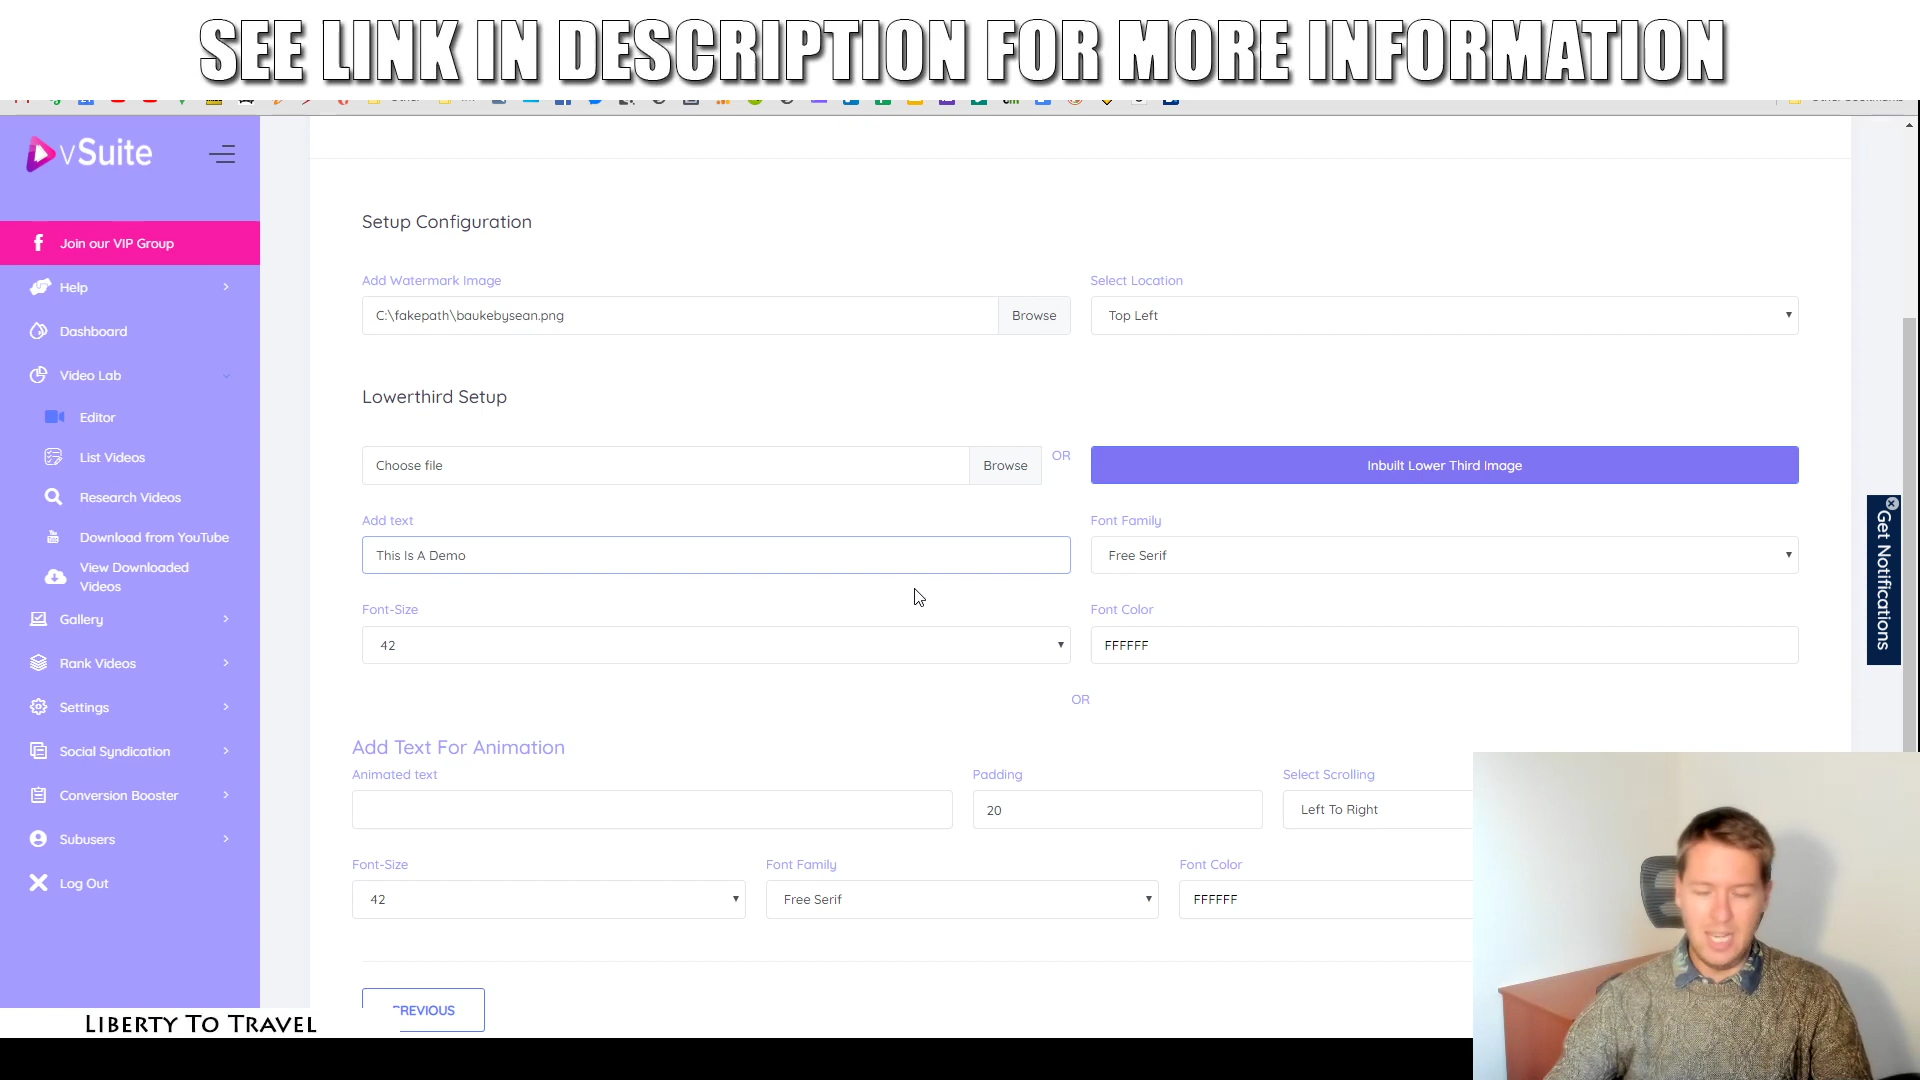 SEE LINK IN DESCRIPTION FOR MORE INFORMATION
vSuite
Join our VIP Group
Help
Dashboard
Video Lab
Editor
List Videos
Research Videos
Download from YouTube
View Downloaded
Videos
Gallery
Rank Videos
Settings
Social Syndication
Conversion Booster
Subusers
Log Out
Setup Configuration
Add Watermark Image
Select Location
C:\fakepath\baukebysean.png
Browse
Top Left
Lowerthird Setup
Choose file
Browse
OR
Inbuilt Lower Third Image
Add text
Font Family
This Is A Demo
Free Serif
Font-Size
Font Color
42
FFFFFF
OR
Add Text For Animation
Animated text
Padding
Select Scrolling
20
Left To Right
Font-Size
Font Family
Font Color
42
Free Serif
FFFFFF
PREVIOUS
Get Notifications
LIBERTY TO TRAVEL